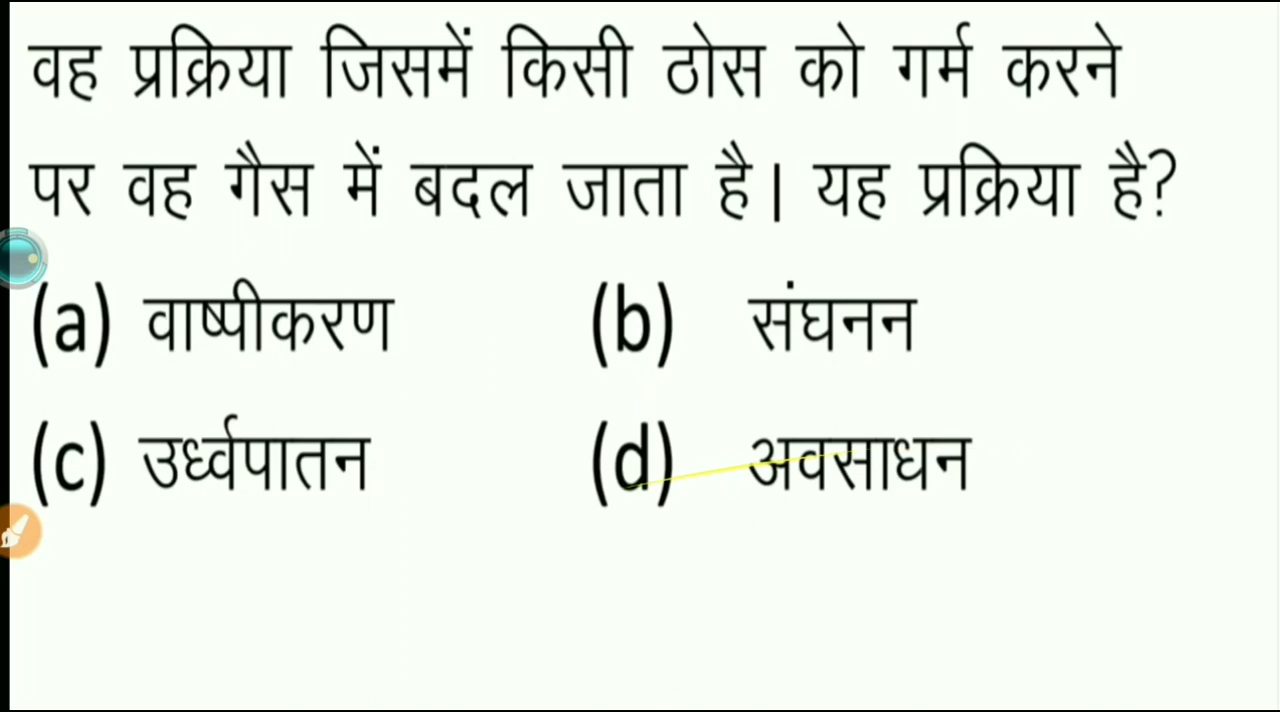 वह प्रक्रिया जिसमें किसी ठोस को गर्म करने
पर वह गैस में बदल जाता है। यह प्रक्रिया है?
(a) वाष्पीकरण (b) संघनन
(c) उर्ध्वपातन (d) अवसाधन